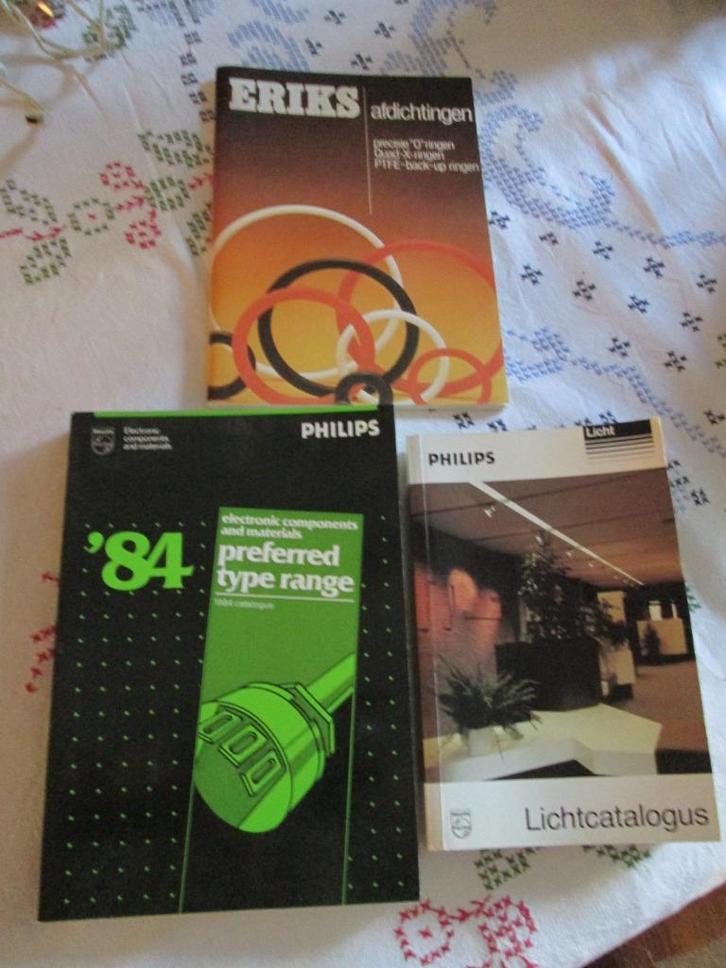 ERIKS
afdichtingen
precisie "O" ringen
Quad-X-ringen
PTFE-back-up ringen
Electronic
components
and materials
PHILIPS
'84
electronic components
and materials
preferred
type range
1984 catalogue
PHILIPS
Licht
Lichtcatalogus